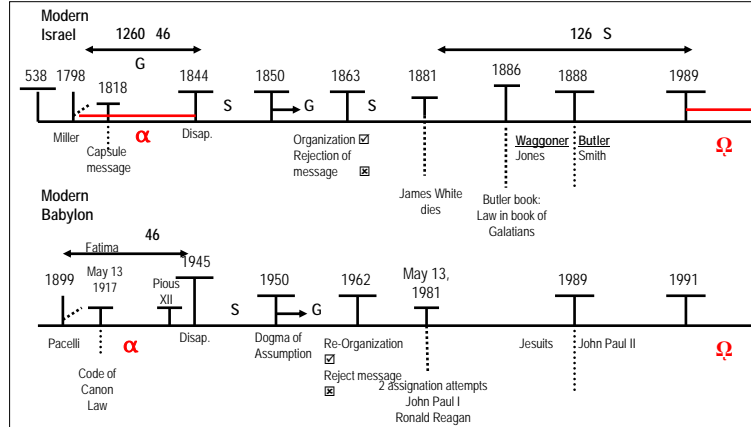 Modern
Israel
1260 46
G
126 S
538
1798
1818
1844
1850
1863
1881
1886
1888
1989
S
G
S
Miller
α
Disap.
Capsule
message
Organization ☑
Rejection of
message ☒
James White
dies
Waggoner
Jones
Butler
Smith
Butler book:
Law in book of
Galatians
Ω
Modern
Babylon
46
Fatima
1899
May 13
1917
Pious
XII
1945
1950
1962
May 13,
1981
1989
1991
S
G
Pacelli
α
Disap.
Dogma of
Assumption
Re-Organization
☑
Reject message
☒
Jesuits
John Paul II
Ω
Code of
Canon
Law
2 assignation attempts
John Paul I
Ronald Reagan